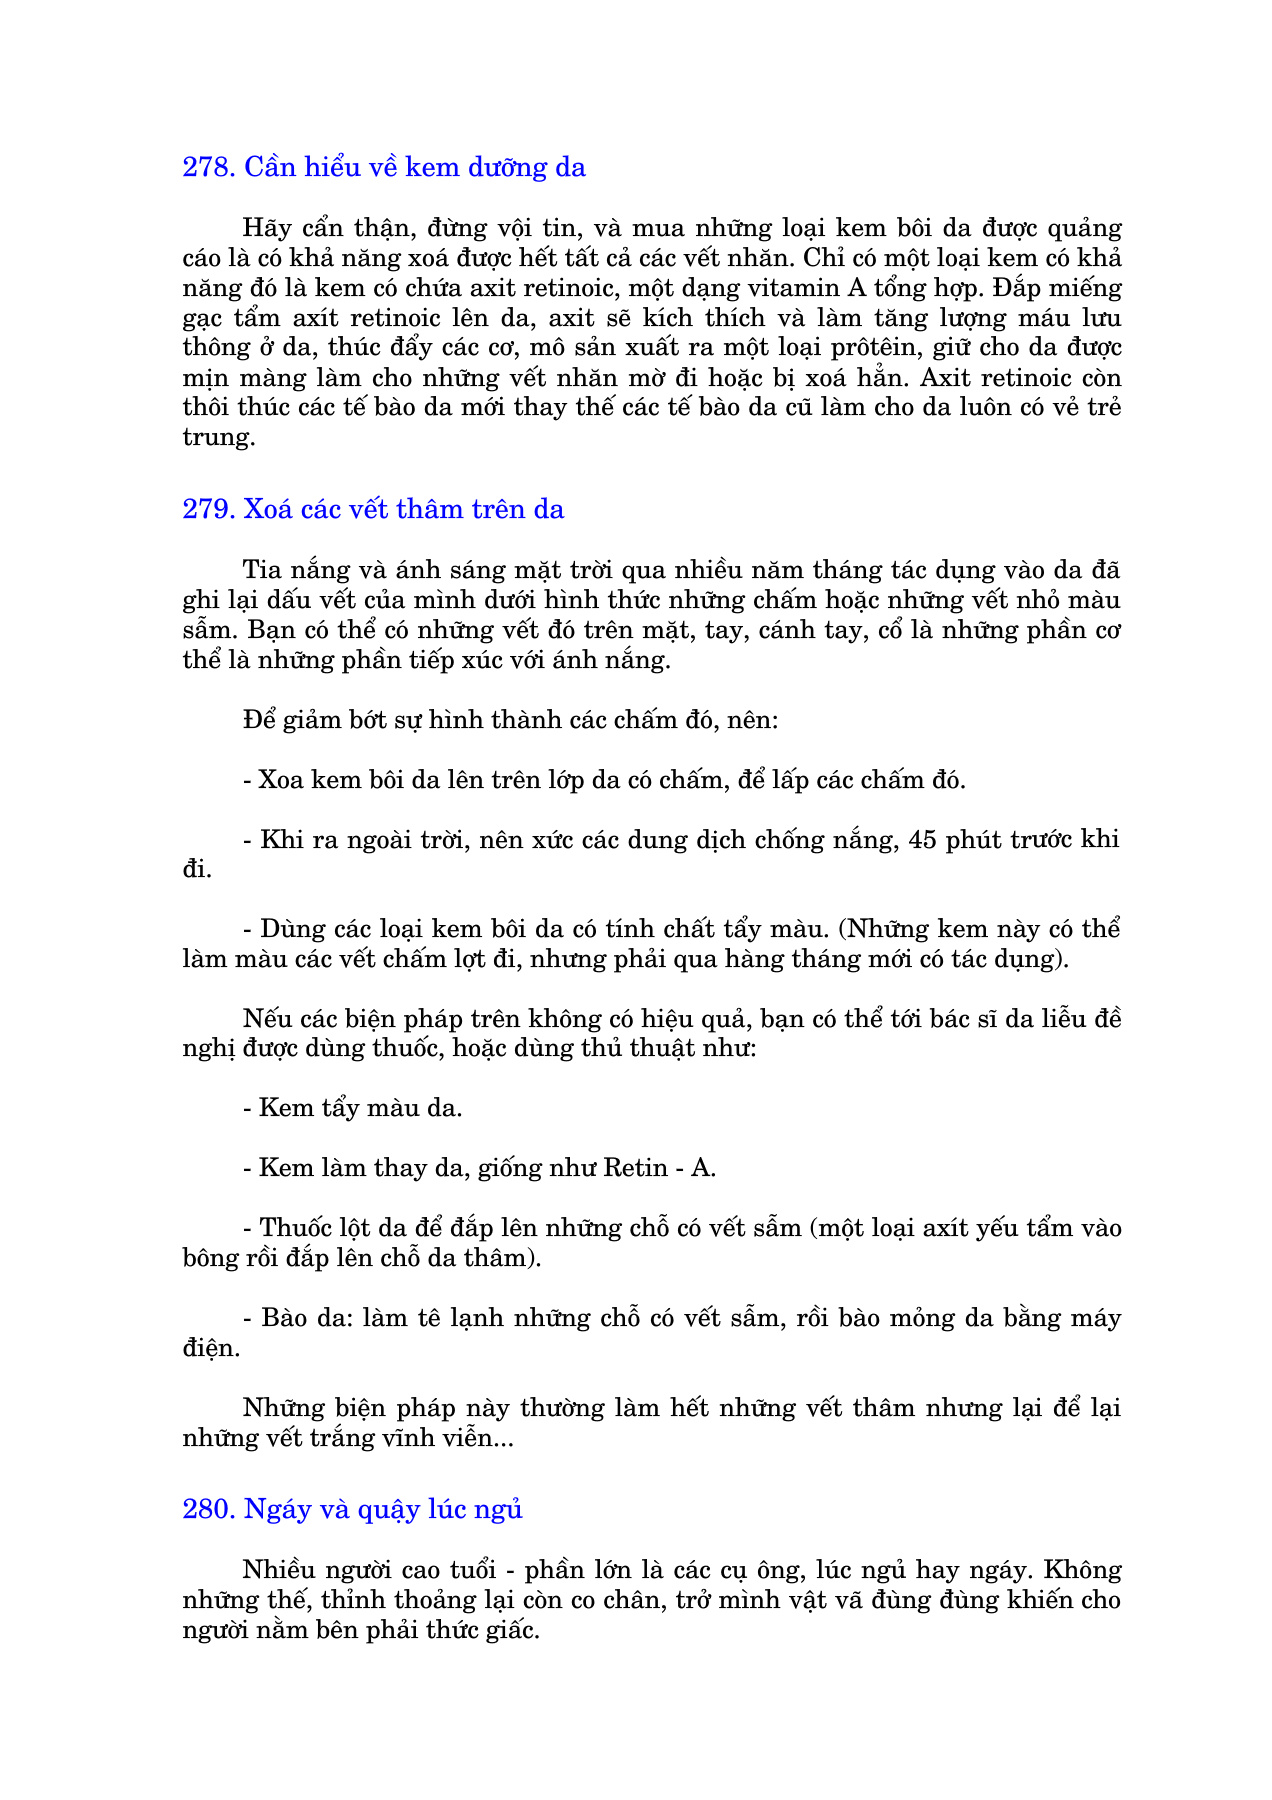 278. Cần hiểu về kem dưỡng da
Hãy cẩn thận, đừng vội tin, và mua những loại kem bôi da được quảng
cáo là có khả năng xoá được hết tất cả các vết nhăn. Chỉ có một loại kem có khả
năng đó là kem có chứa axit retinoic, một dạng vitamin A tổng hợp. Đắp miếng
gạc tẩm axít retinoic lên da, axit sẽ kích thích và làm tăng lượng máu lưu
thông ở da, thúc đẩy các cơ, mô sản xuất ra một loại prôtêin, giữ cho da được
mịn màng làm cho những vết nhăn mờ đi hoặc bị xoá hẳn. Axit retinoic còn
thôi thúc các tế bào da mới thay thế các tế bào da cũ làm cho da luôn có vẻ trẻ
trung.
279. Xoá các vết thâm trên da
Tia nắng và ánh sáng mặt trời qua nhiều năm tháng tác dụng vào da đã
ghi lại dấu vết của mình dưới hình thức những chấm hoặc những vết nhỏ màu
sẫm. Bạn có thể có những vết đó trên mặt, tay, cánh tay, cổ là những phần cơ
thể là những phần tiếp xúc với ánh nắng.
Để giảm bớt sự hình thành các chấm đó, nên:
- Xoa kem bôi da lên trên lớp da có chấm, để lấp các chấm đó.
- Khi ra ngoài trời, nên xức các dung dịch chống nắng, 45 phút trước khi
đi.
- Dùng các loại kem bôi da có tính chất tẩy màu. (Những kem này có thể
làm màu các vết chấm lợt đi, nhưng phải qua hàng tháng mới có tác dụng).
Nếu các biện pháp trên không có hiệu quả, bạn có thể tới bác sĩ da liễu đề
nghị được dùng thuốc, hoặc dùng thủ thuật như:
- Kem tẩy màu da.
- Kem làm thay da, giống như Retin - A.
- Thuốc lột da để đắp lên những chỗ có vết sẫm (một loại axít yếu tẩm vào
bông rồi đắp lên chỗ da thâm).
- Bào da: làm tê lạnh những chỗ có vết sẫm, rồi bào mỏng da bằng máy
điện.
Những biện pháp này thường làm hết những vết thâm nhưng lại để lại
những vết trắng vĩnh viễn...
280. Ngáy và quậy lúc ngủ
Nhiều người cao tuổi - phần lớn là các cụ ông, lúc ngủ hay ngáy. Không
những thế, thỉnh thoảng lại còn co chân, trở mình vật vã đùng đùng khiến cho
người nằm bên phải thức giấc.